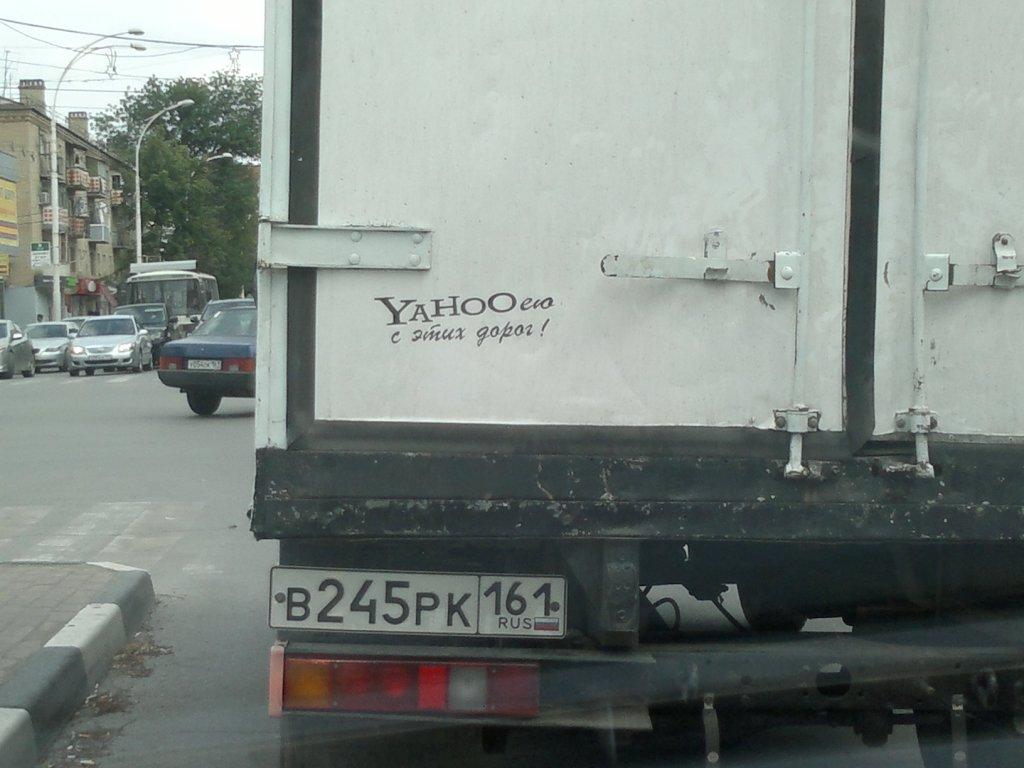 YAHOOею
с этих дорог!
В245РК 161
RUS